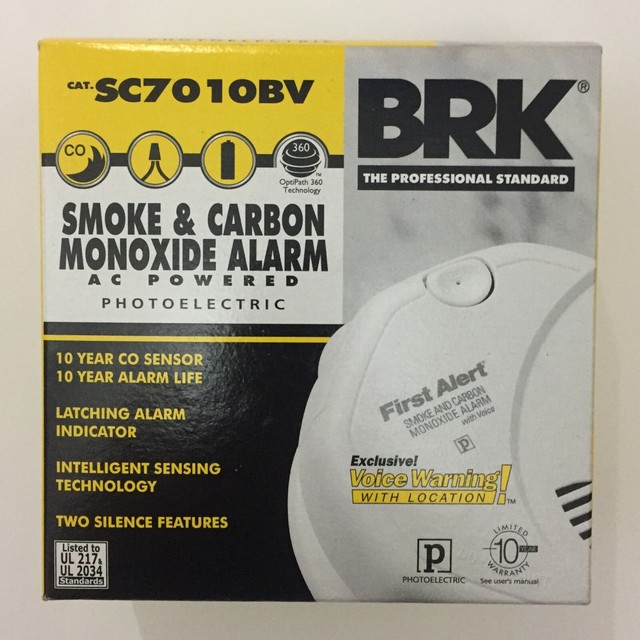 CAT. SC7010BV
BRK®
THE PROFESSIONAL STANDARD
CO
360
OptiPath 360™
Technology
SMOKE & CARBON
MONOXIDE ALARM
AC POWERED
PHOTOELECTRIC
10 YEAR CO SENSOR
10 YEAR ALARM LIFE
LATCHING ALARM
INDICATOR
INTELLIGENT SENSING
TECHNOLOGY
TWO SILENCE FEATURES
Listed to
UL 217&
UL 2034
Standards
First Alert®
SMOKE AND CARBON
MONOXIDE ALARM
with Voice
P
Exclusive!
Voice Warning!
WITH LOCATION ™
P
PHOTOELECTRIC
LIMITED
10 YEAR
WARRANTY
See user's manual